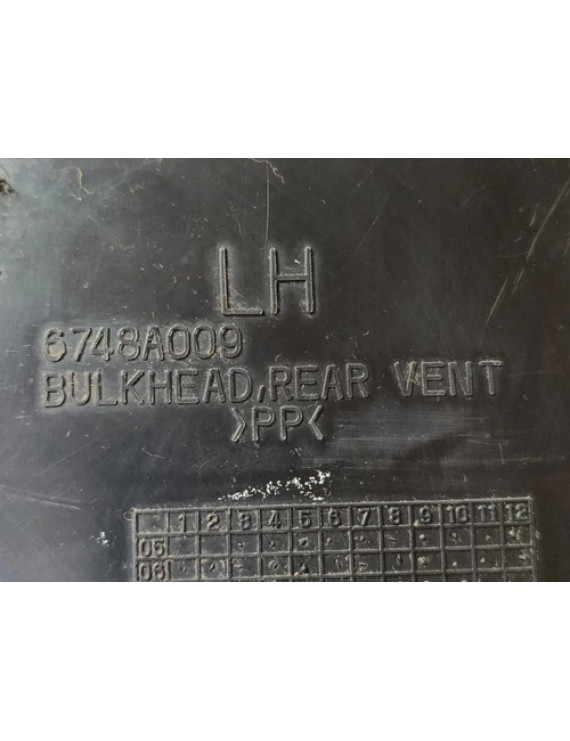 LH
6748A009
BULKHEAD,REAR VENT
>PP<
1 2 3 4 5 6 7 8 9 10 11 12
05
06